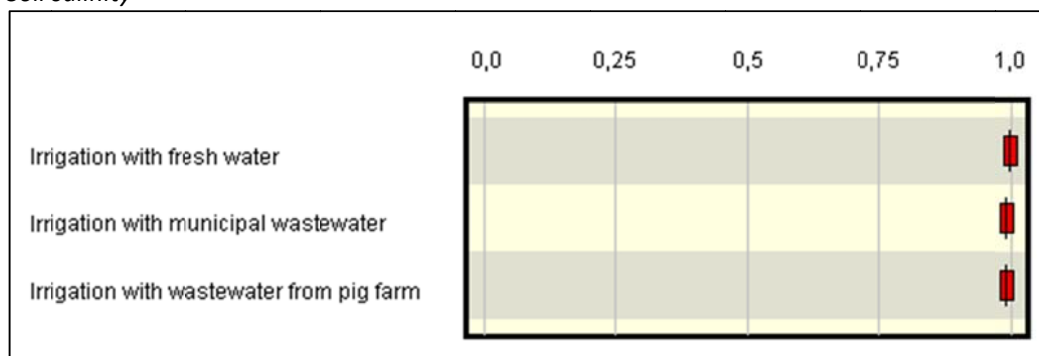 Soil salinity
0,0 0,25 0,5 0,75 1,0
Irrigation with fresh water
Irrigation with municipal wastewater
Irrigation with wastewater from pig farm